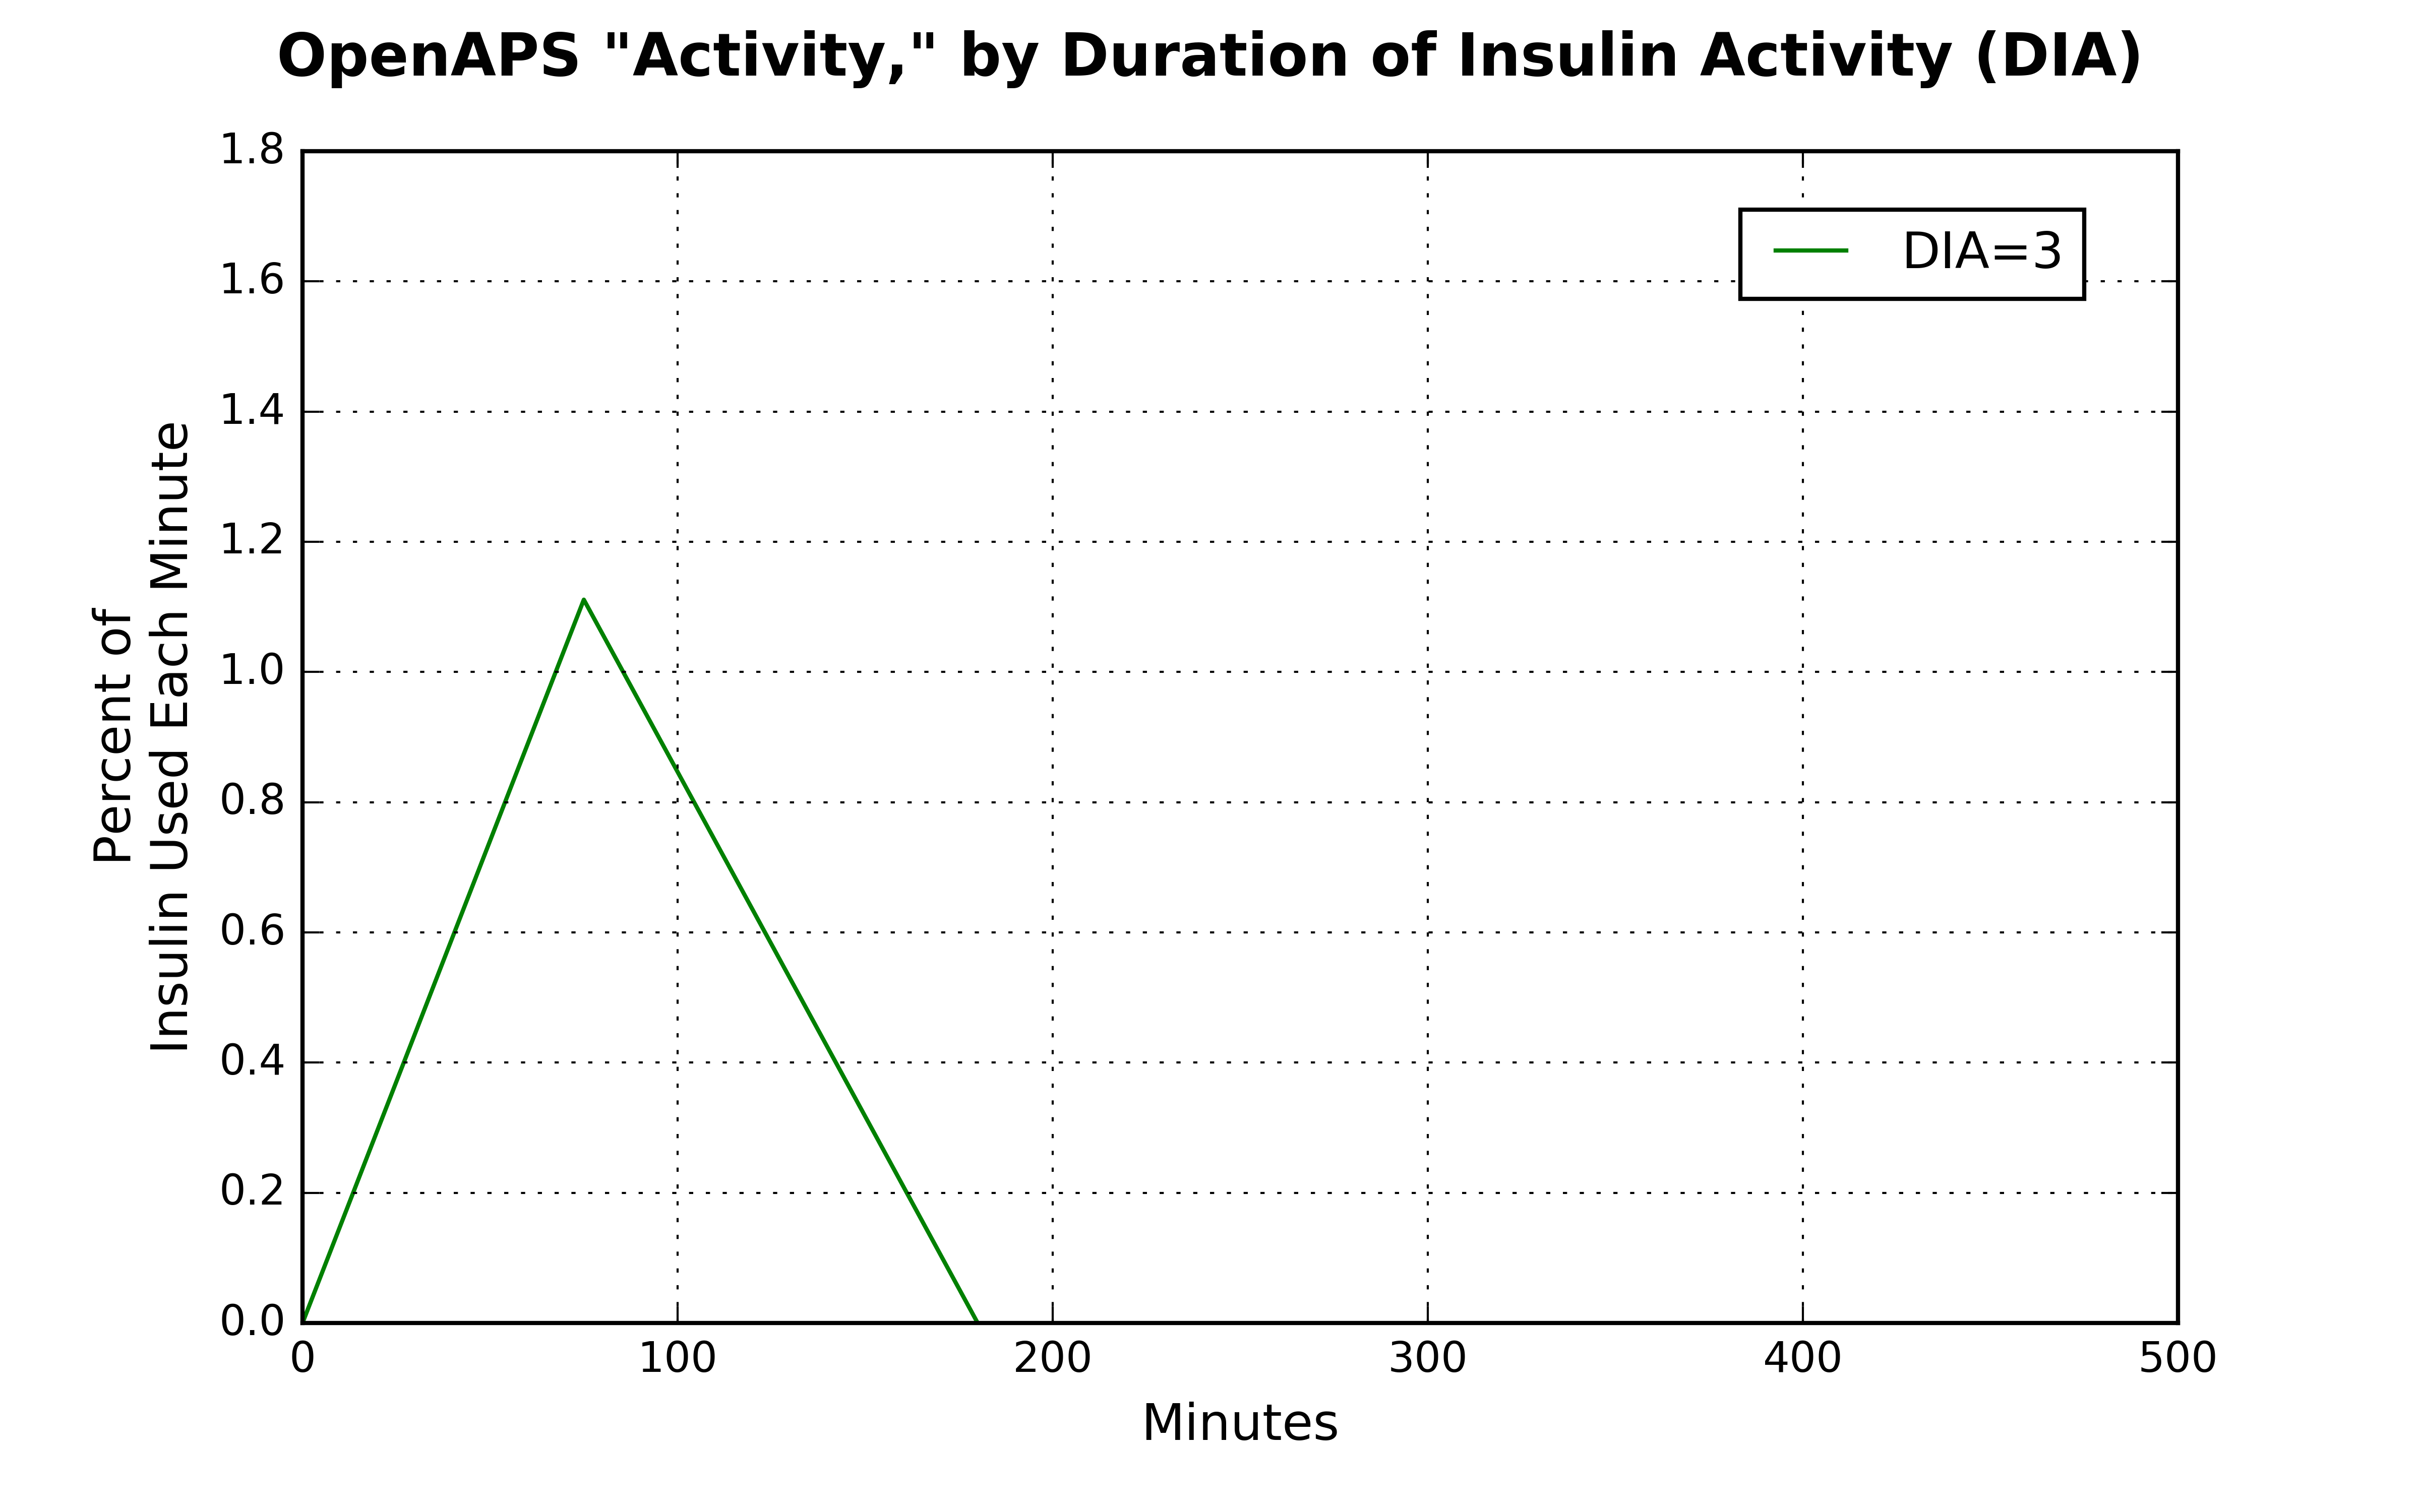 OpenAPS "Activity," by Duration of Insulin Activity (DIA)
1.8
1.6
1.4
1.2
1.0
0.8
0.6
0.4
0.2
0.0
Percent of
Insulin Used Each Minute
DIA=3
0 100 200 300 400 500
Minutes